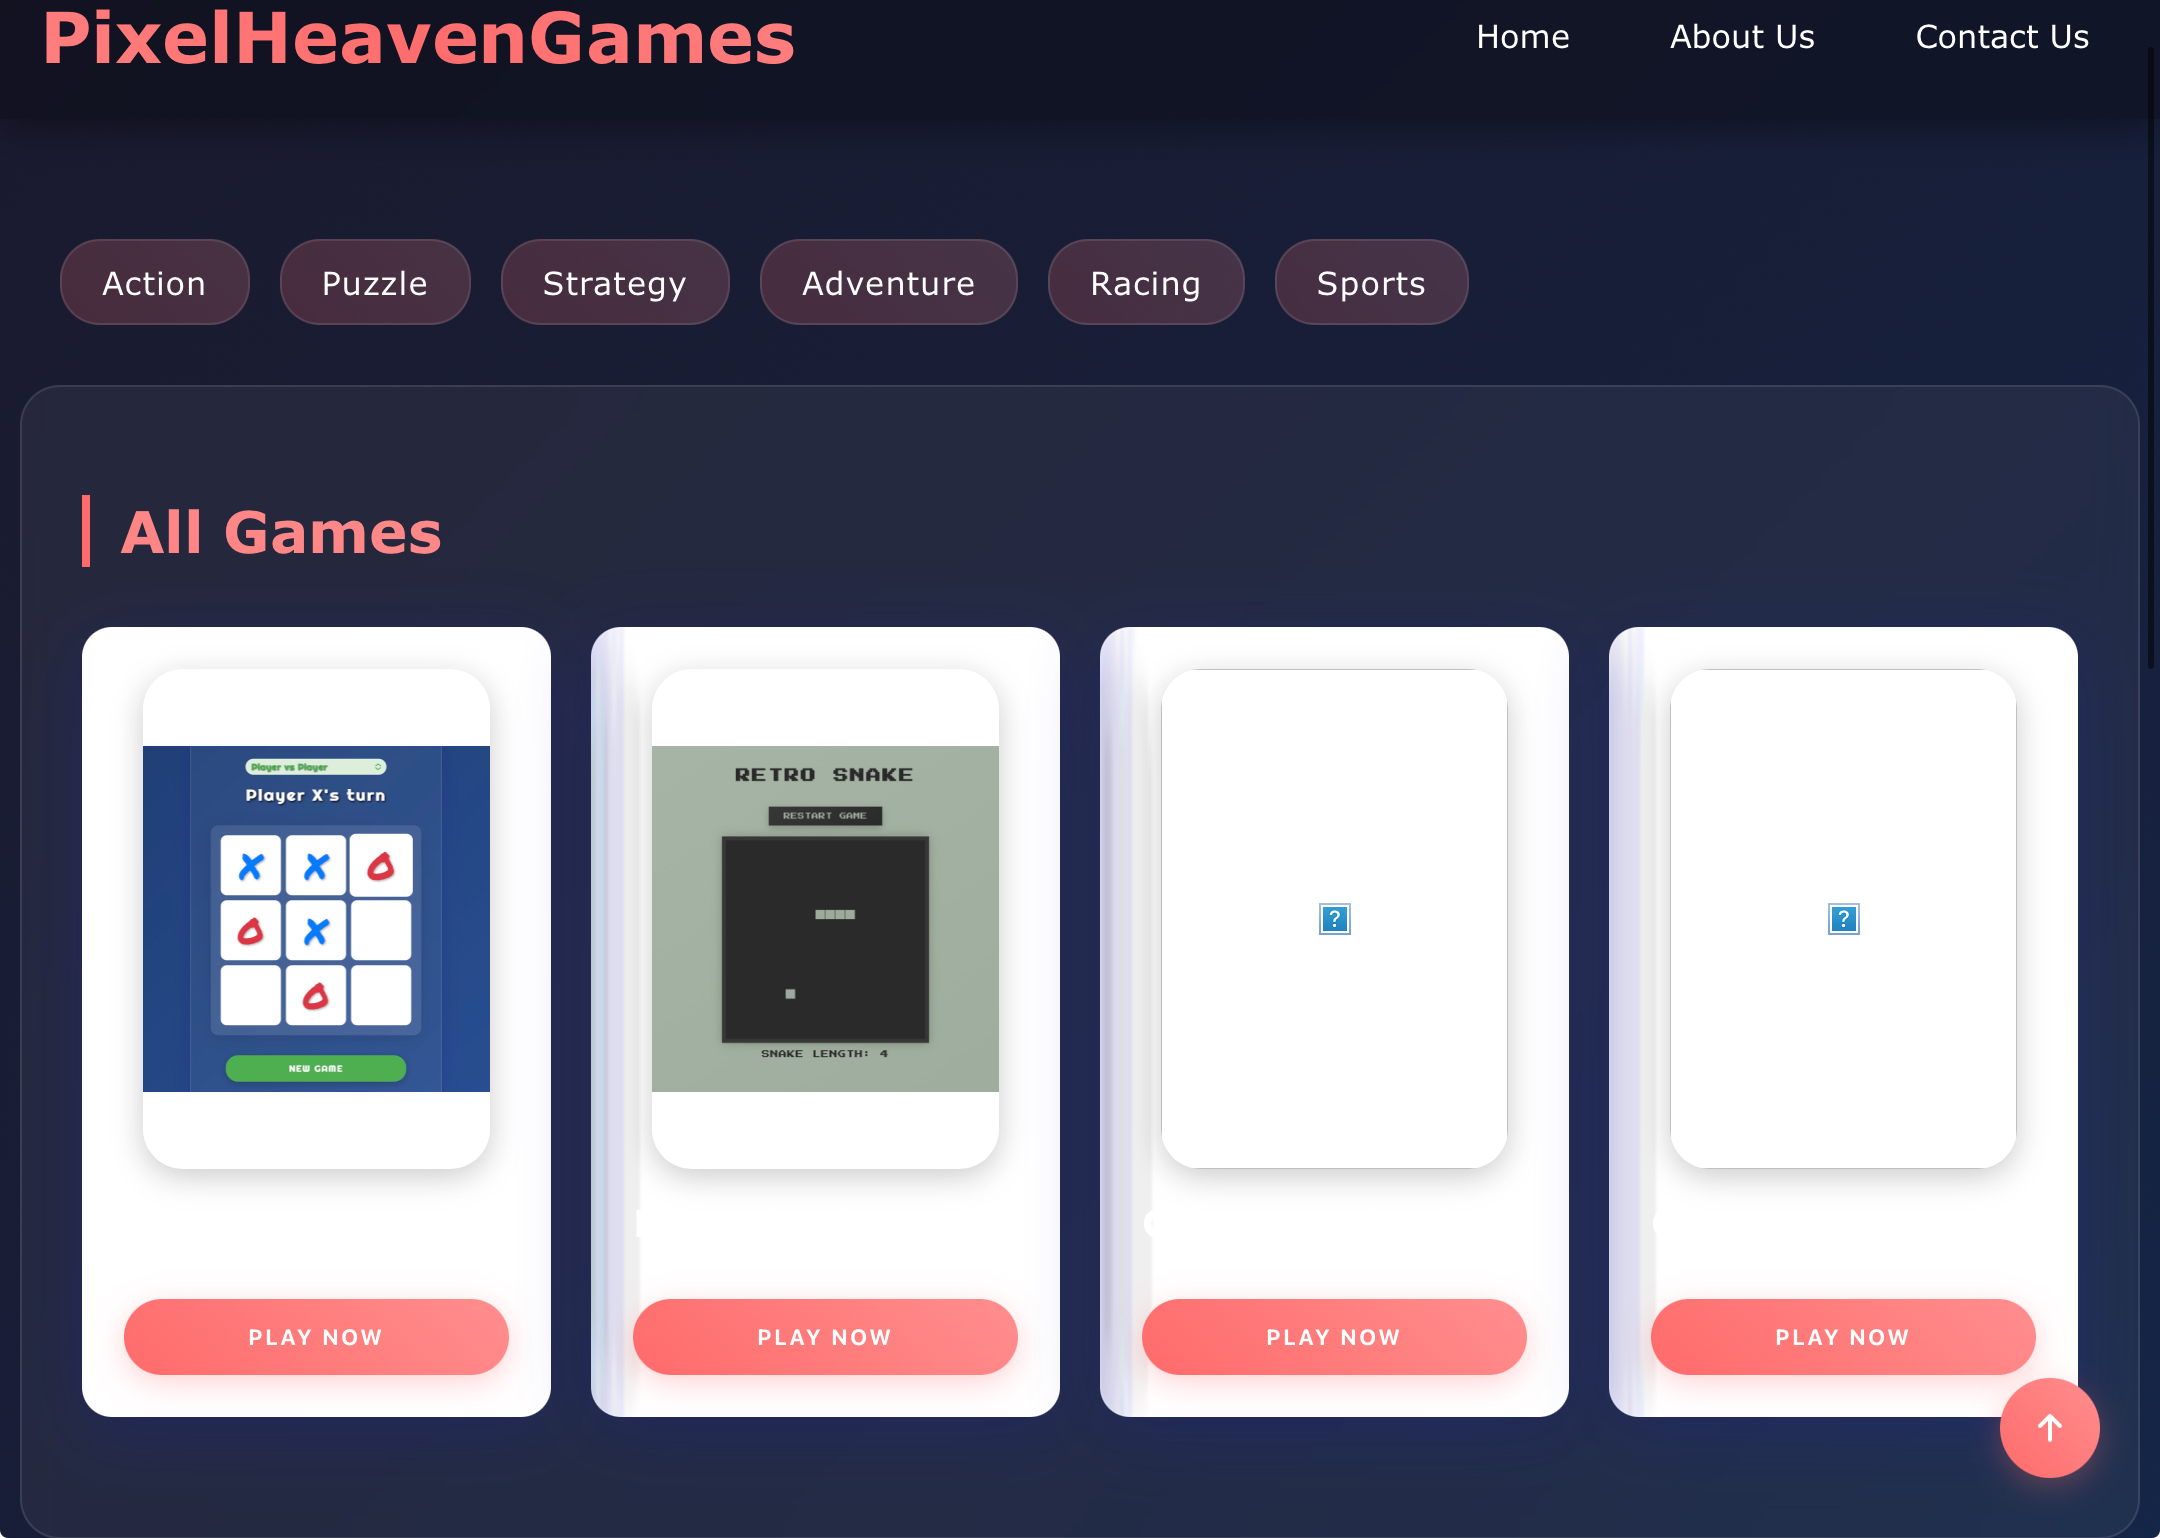 PixelHeavenGames
Home About Us Contact Us
Action Puzzle Strategy Adventure Racing Sports
All Games
Player vs Player
Player X's turn
X X O
O X
O
NEW GAME
RETRO SNAKE
RESTART GAME
SNAKE LENGTH: 4
?
?
PLAY NOW PLAY NOW PLAY NOW PLAY NOW